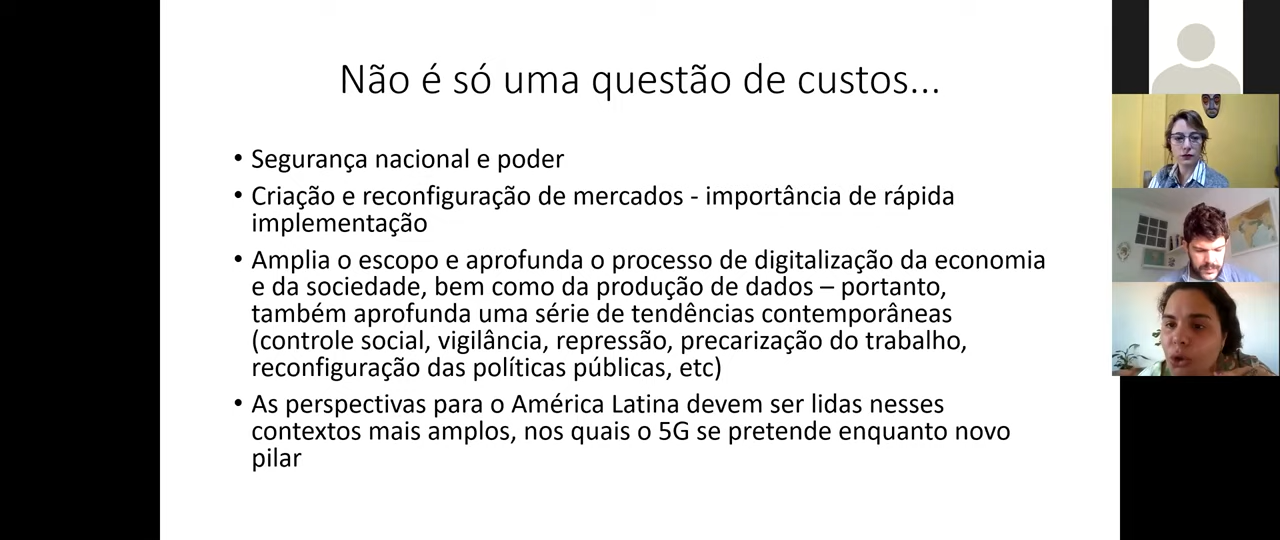 Não é só uma questão de custos...
• Segurança nacional e poder
• Criação e reconfiguração de mercados - importância de rápida
implementação
• Amplia o escopo e aprofunda o processo de digitalização da economia
e da sociedade, bem como da produção de dados – portanto,
também aprofunda uma série de tendências contemporâneas
(controle social, vigilância, repressão, precarização do trabalho,
reconfiguração das políticas públicas, etc)
• As perspectivas para o América Latina devem ser lidas nesses
contextos mais amplos, nos quais o 5G se pretende enquanto novo
pilar